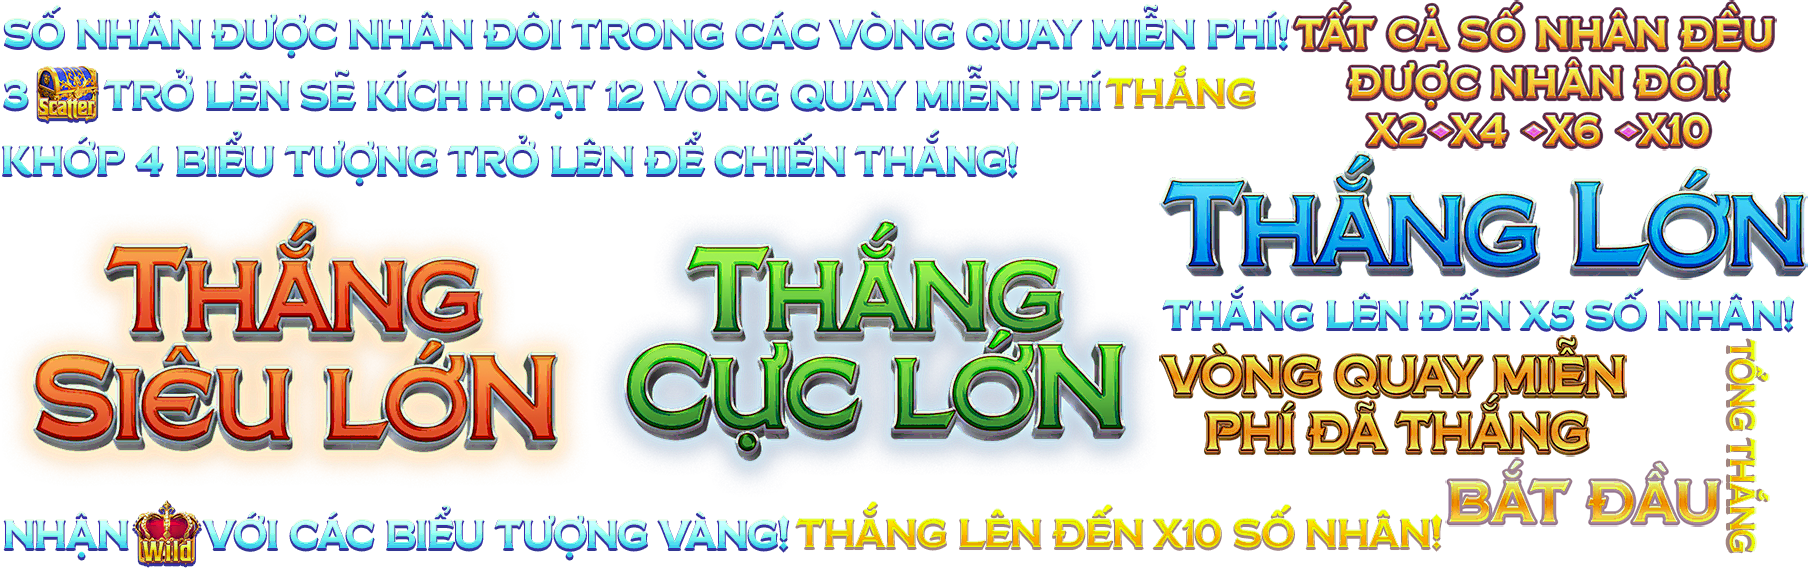 SỐ NHÂN ĐƯỢC NHÂN ĐÔI TRONG CÁC VÒNG QUAY MIỄN PHÍ!
3 Scatter TRỞ LÊN SẼ KÍCH HOẠT 12 VÒNG QUAY MIỄN PHÍ
THẮNG
KHỚP 4 BIỂU TƯỢNG TRỞ LÊN ĐỂ CHIẾN THẮNG!
TẤT CẢ SỐ NHÂN ĐỀU
ĐƯỢC NHÂN ĐÔI!
X2 X4 X6 X10
THẮNG LỚN
THẮNG
SIÊU LỚN
THẮNG
CỰC LỚN
THẮNG LÊN ĐẾN X5 SỐ NHÂN!
VÒNG QUAY MIỄN
PHÍ ĐÃ THẮNG
TỔNG THẮNG
BẮT ĐẦU
NHẬN Wild VỚI CÁC BIỂU TƯỢNG VÀNG!
THẮNG LÊN ĐẾN X10 SỐ NHÂN!